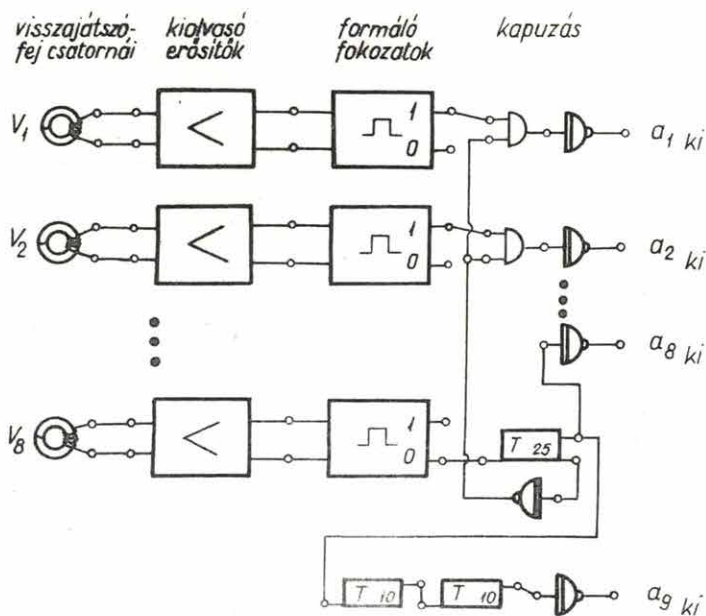 visszajátszó-
fej csatornái
kiolvasó
erősítők
formáló
fokozatok
kapuzás
V1
1
0
a1 ki
V2
1
0
a2 ki
a8 ki
V8
1
0
T 25
T 10
T 10
a9 ki